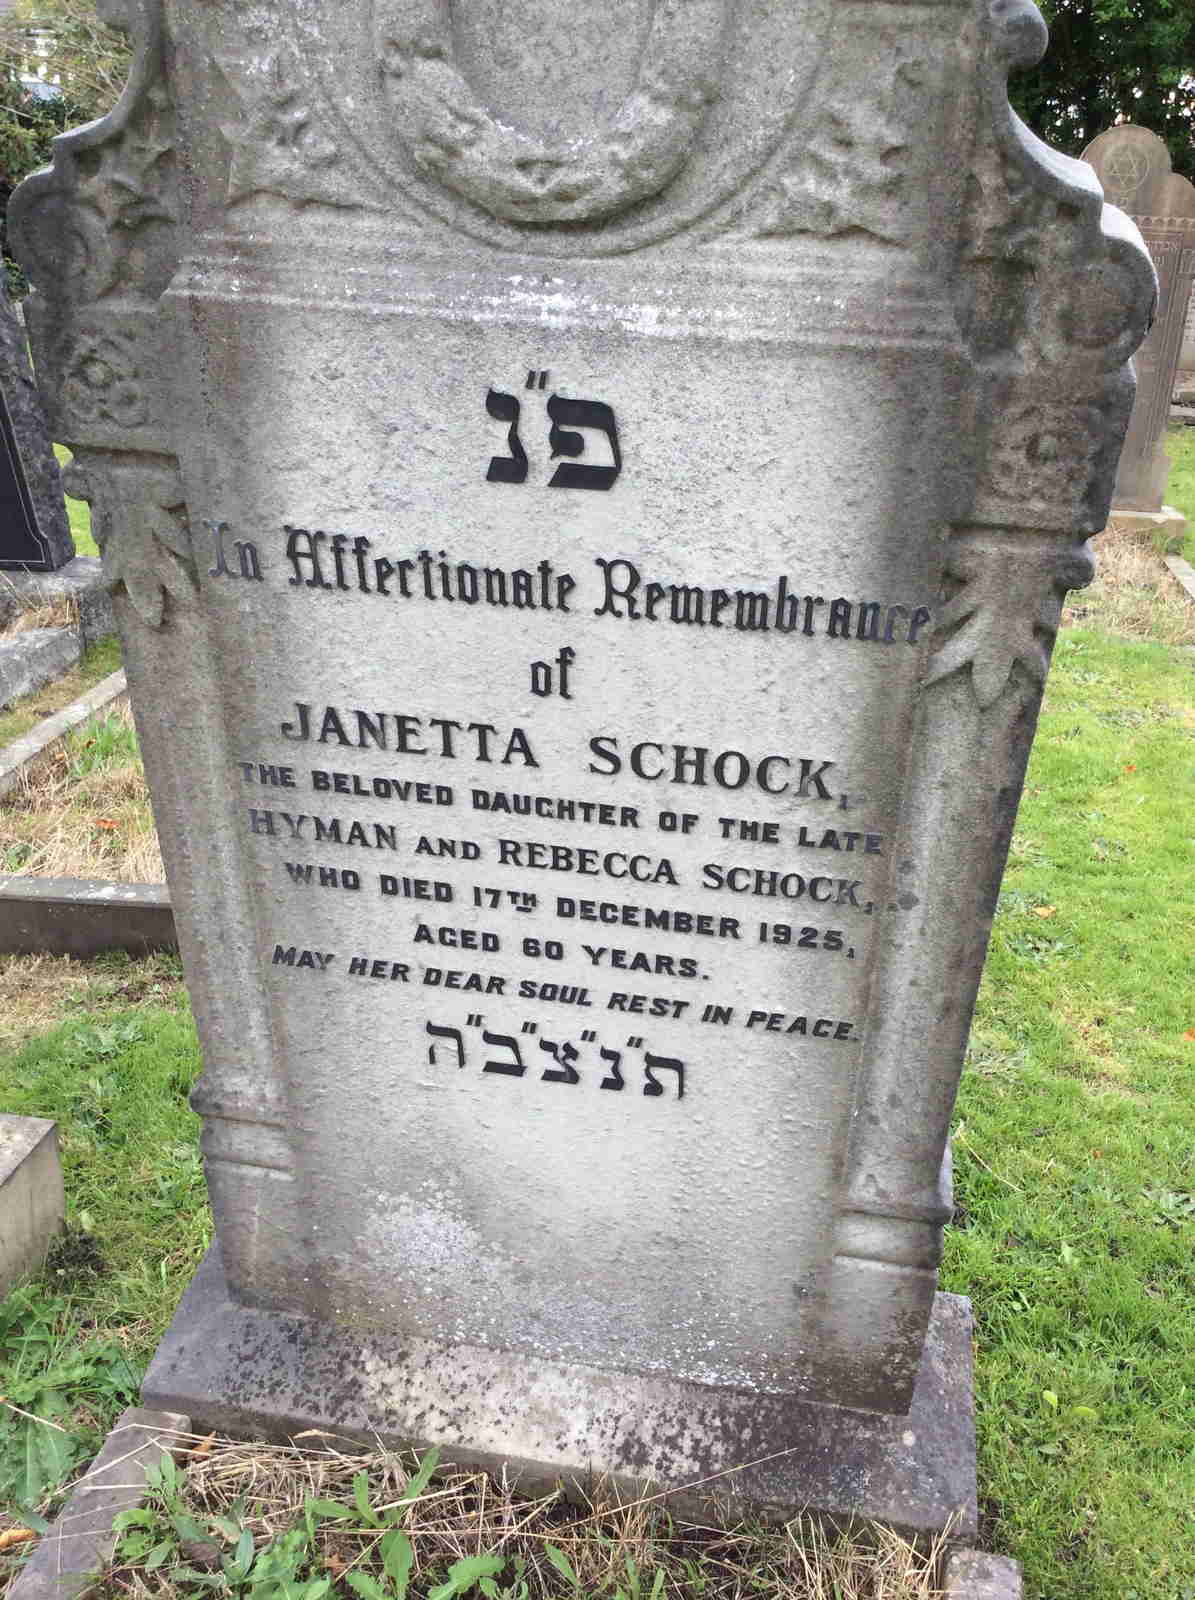 פ"נ
In Affectionate Remembrance
of
JANETTA SCHOCK,
THE BELOVED DAUGHTER OF THE LATE
HYMAN AND REBECCA SCHOCK,
WHO DIED 17TH DECEMBER 1925,
AGED 60 YEARS.
MAY HER DEAR SOUL REST IN PEACE.
ת"נ"צ"ב"ה